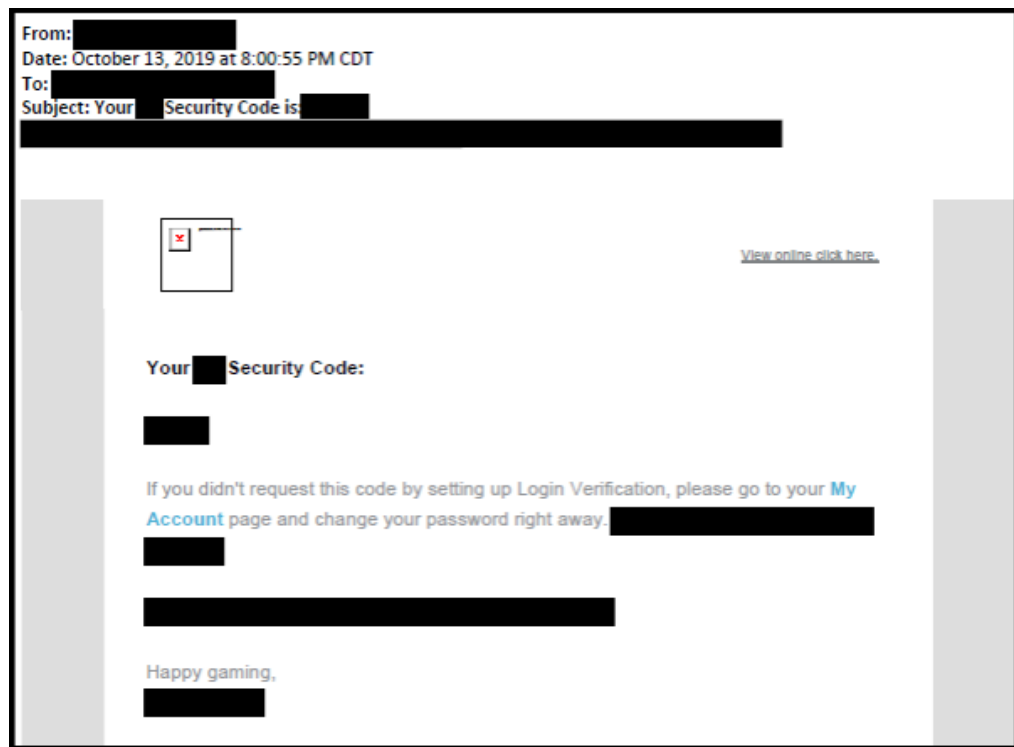 From:
Date: October 13, 2019 at 8:00:55 PM CDT
To:
Subject: Your Security Code is:
View online click here.
Your Security Code:
If you didn't request this code by setting up Login Verification, please go to your My
Account page and change your password right away.
Happy gaming,